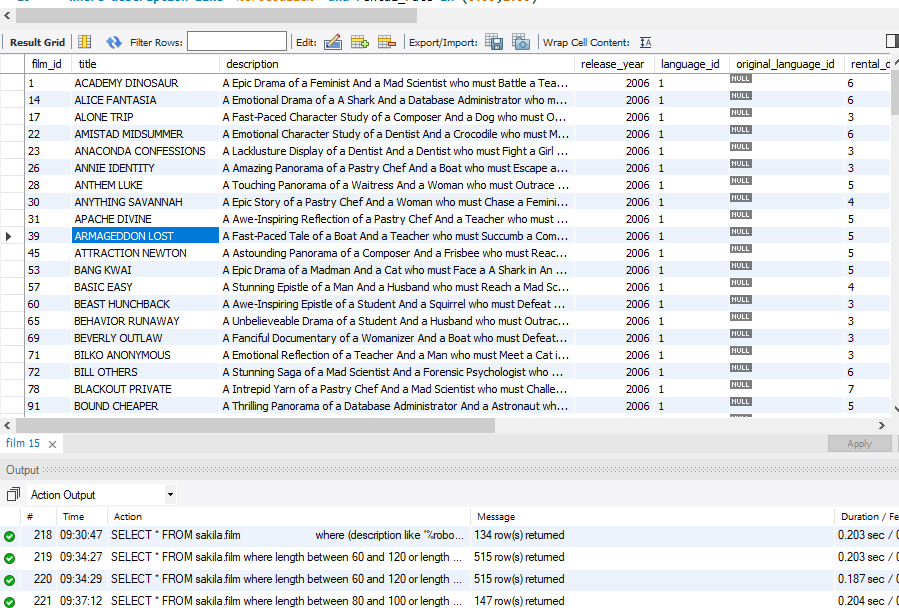 Result Grid Filter Rows: Edit: Export/Import: Wrap Cell Content:
film_id title description release_year language_id original_language_id rental_d
1 ACADEMY DINOSAUR A Epic Drama of a Feminist And a Mad Scientist who must Battle a Tea... 2006 1 NULL 6
14 ALICE FANTASIA A Emotional Drama of a A Shark And a Database Administrator who m... 2006 1 NULL 6
17 ALONE TRIP A Fast-Paced Character Study of a Composer And a Dog who must O... 2006 1 NULL 3
22 AMISTAD MIDSUMMER A Emotional Character Study of a Dentist And a Crocodile who must M... 2006 1 NULL 6
23 ANACONDA CONFESSIONS A Lacklusture Display of a Dentist And a Dentist who must Fight a Girl ... 2006 1 NULL 3
26 ANNIE IDENTITY A Amazing Panorama of a Pastry Chef And a Boat who must Escape a... 2006 1 NULL 3
28 ANTHEM LUKE A Touching Panorama of a Waitress And a Woman who must Outrace ... 2006 1 NULL 5
30 ANYTHING SAVANNAH A Epic Story of a Pastry Chef And a Woman who must Chase a Femini... 2006 1 NULL 4
31 APACHE DIVINE A Awe-Inspiring Reflection of a Pastry Chef And a Teacher who must ... 2006 1 NULL 5
39 ARMAGEDDON LOST A Fast-Paced Tale of a Boat And a Teacher who must Succumb a Com... 2006 1 NULL 5
45 ATTRACTION NEWTON A Astounding Panorama of a Composer And a Frisbee who must Reac... 2006 1 NULL 5
53 BANG KWAI A Epic Drama of a Madman And a Cat who must Face a A Shark in An ... 2006 1 NULL 5
57 BASIC EASY A Stunning Epistle of a Man And a Husband who must Reach a Mad Sc... 2006 1 NULL 4
60 BEAST HUNCHBACK A Awe-Inspiring Epistle of a Student And a Squirrel who must Defeat ... 2006 1 NULL 3
65 BEHAVIOR RUNAWAY A Unbelieveable Drama of a Student And a Husband who must Outrac... 2006 1 NULL 3
69 BEVERLY OUTLAW A Fanciful Documentary of a Womanizer And a Boat who must Defeat... 2006 1 NULL 3
71 BILKO ANONYMOUS A Emotional Reflection of a Teacher And a Man who must Meet a Cat i... 2006 1 NULL 3
72 BILL OTHERS A Stunning Saga of a Mad Scientist And a Forensic Psychologist who ... 2006 1 NULL 6
78 BLACKOUT PRIVATE A Intrepid Yarn of a Pastry Chef And a Mad Scientist who must Challe... 2006 1 NULL 7
91 BOUND CHEAPER A Thrilling Panorama of a Database Administrator And a Astronaut wh... 2006 1 NULL 5
film 15 Apply
Output
Action Output
# Time Action Message Duration / Fe
218 09:30:47 SELECT * FROM sakila.film where (description like "%robo... 134 row(s) returned 0.203 sec / 0
219 09:34:27 SELECT * FROM sakila.film where length between 60 and 120 or length ... 515 row(s) returned 0.203 sec / 0
220 09:34:29 SELECT * FROM sakila.film where length between 60 and 120 or length ... 515 row(s) returned 0.187 sec / 0
221 09:37:12 SELECT * FROM sakila.film where length between 80 and 100 or length ... 147 row(s) returned 0.204 sec / 0